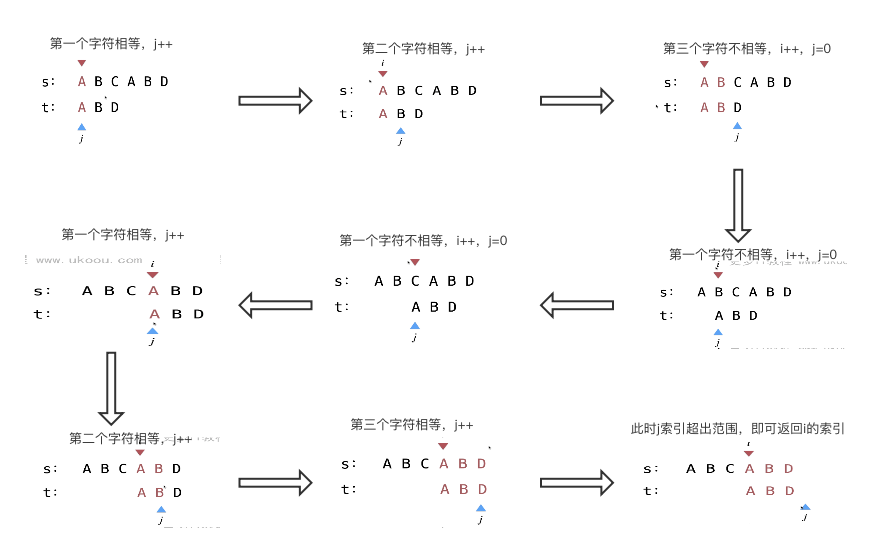 第一个字符相等，j++
s: A B C A B D
t: A B D
j
第二个字符相等，j++
i
s: A B C A B D
t: A B D
j
第三个字符不相等，i++，j=0
s: A B C A B D
t: A B D
j
第一个字符相等，j++
www.ukoou.com
i
s: A B C A B D
t: A B D
j
第一个字符不相等，i++，j=0
s: A B C A B D
t: A B D
j
第一个字符不相等，i++，j=0
i
s: A B C A B D
t: A B D
j
第二个字符相等，j++
s: A B C A B D
t: A B D
j
第三个字符相等，j++
s: A B C A B D
t: A B D
j
此时j索引超出范围，即可返回i的索引
i
s: A B C A B D
t: A B D
j